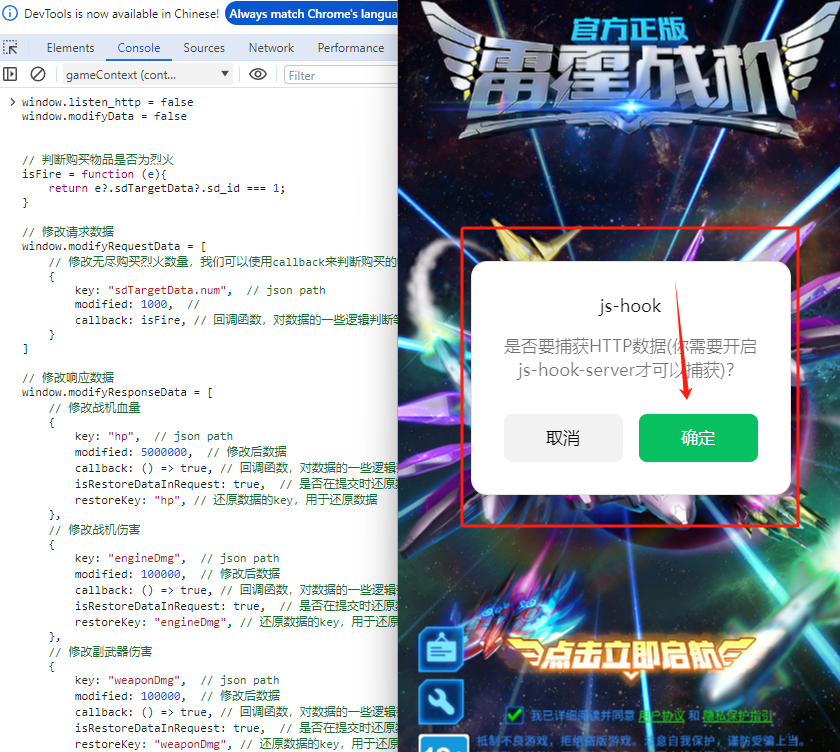 DevTools is now available in Chinese!
Always match Chrome's langua
Elements
Console
Sources
Network
Performance
gameContext (cont...
Filter
window.listen_http = false
window.modifyData = false
// 判断购买物品是否为烈火
isFire = function (e){
return e?.sdTargetData?.sd_id === 1;
}
// 修改请求数据
window.modifyRequestData = [
// 修改无尽购买烈火数量，我们可以使用callback来判断购买的
{
key: "sdTargetData.num",  // json path
modified: 1000,  //
callback: isFire, // 回调函数，对数据的一些逻辑判断
}
]
// 修改响应数据
window.modifyResponseData = [
// 修改战机血量
{
key: "hp",  // json path
modified: 5000000,  // 修改后数据
callback: () => true, // 回调函数，对数据的一些逻辑
isRestoreDataInRequest: true,  // 是否在提交时还原
restoreKey: "hp", // 还原数据的key，用于还原数据
},
// 修改战机伤害
{
key: "engineDmg",  // json path
modified: 100000,  // 修改后数据
callback: () => true, // 回调函数，对数据的一些逻辑
isRestoreDataInRequest: true,  // 是否在提交时还原
restoreKey: "engineDmg", // 还原数据的key，用于还
},
// 修改副武器伤害
{
key: "weaponDmg",  // json path
modified: 100000,  // 修改后数据
callback: () => true, // 回调函数，对数据的一些逻辑
isRestoreDataInRequest: true,  // 是否在提交时还原
restoreKey: "weaponDmg", // 还原数据的key，用于还
官方正版
雷霆战机
js-hook
是否要捕获HTTP数据(你需要开启
js-hook-server才可以捕获)?
取消
确定
点击立即启航
我已详细阅读并同意 用户协议 和 隐私保护指引
抵制不良游戏，拒绝盗版游戏。注意自我保护，谨防受骗上当。